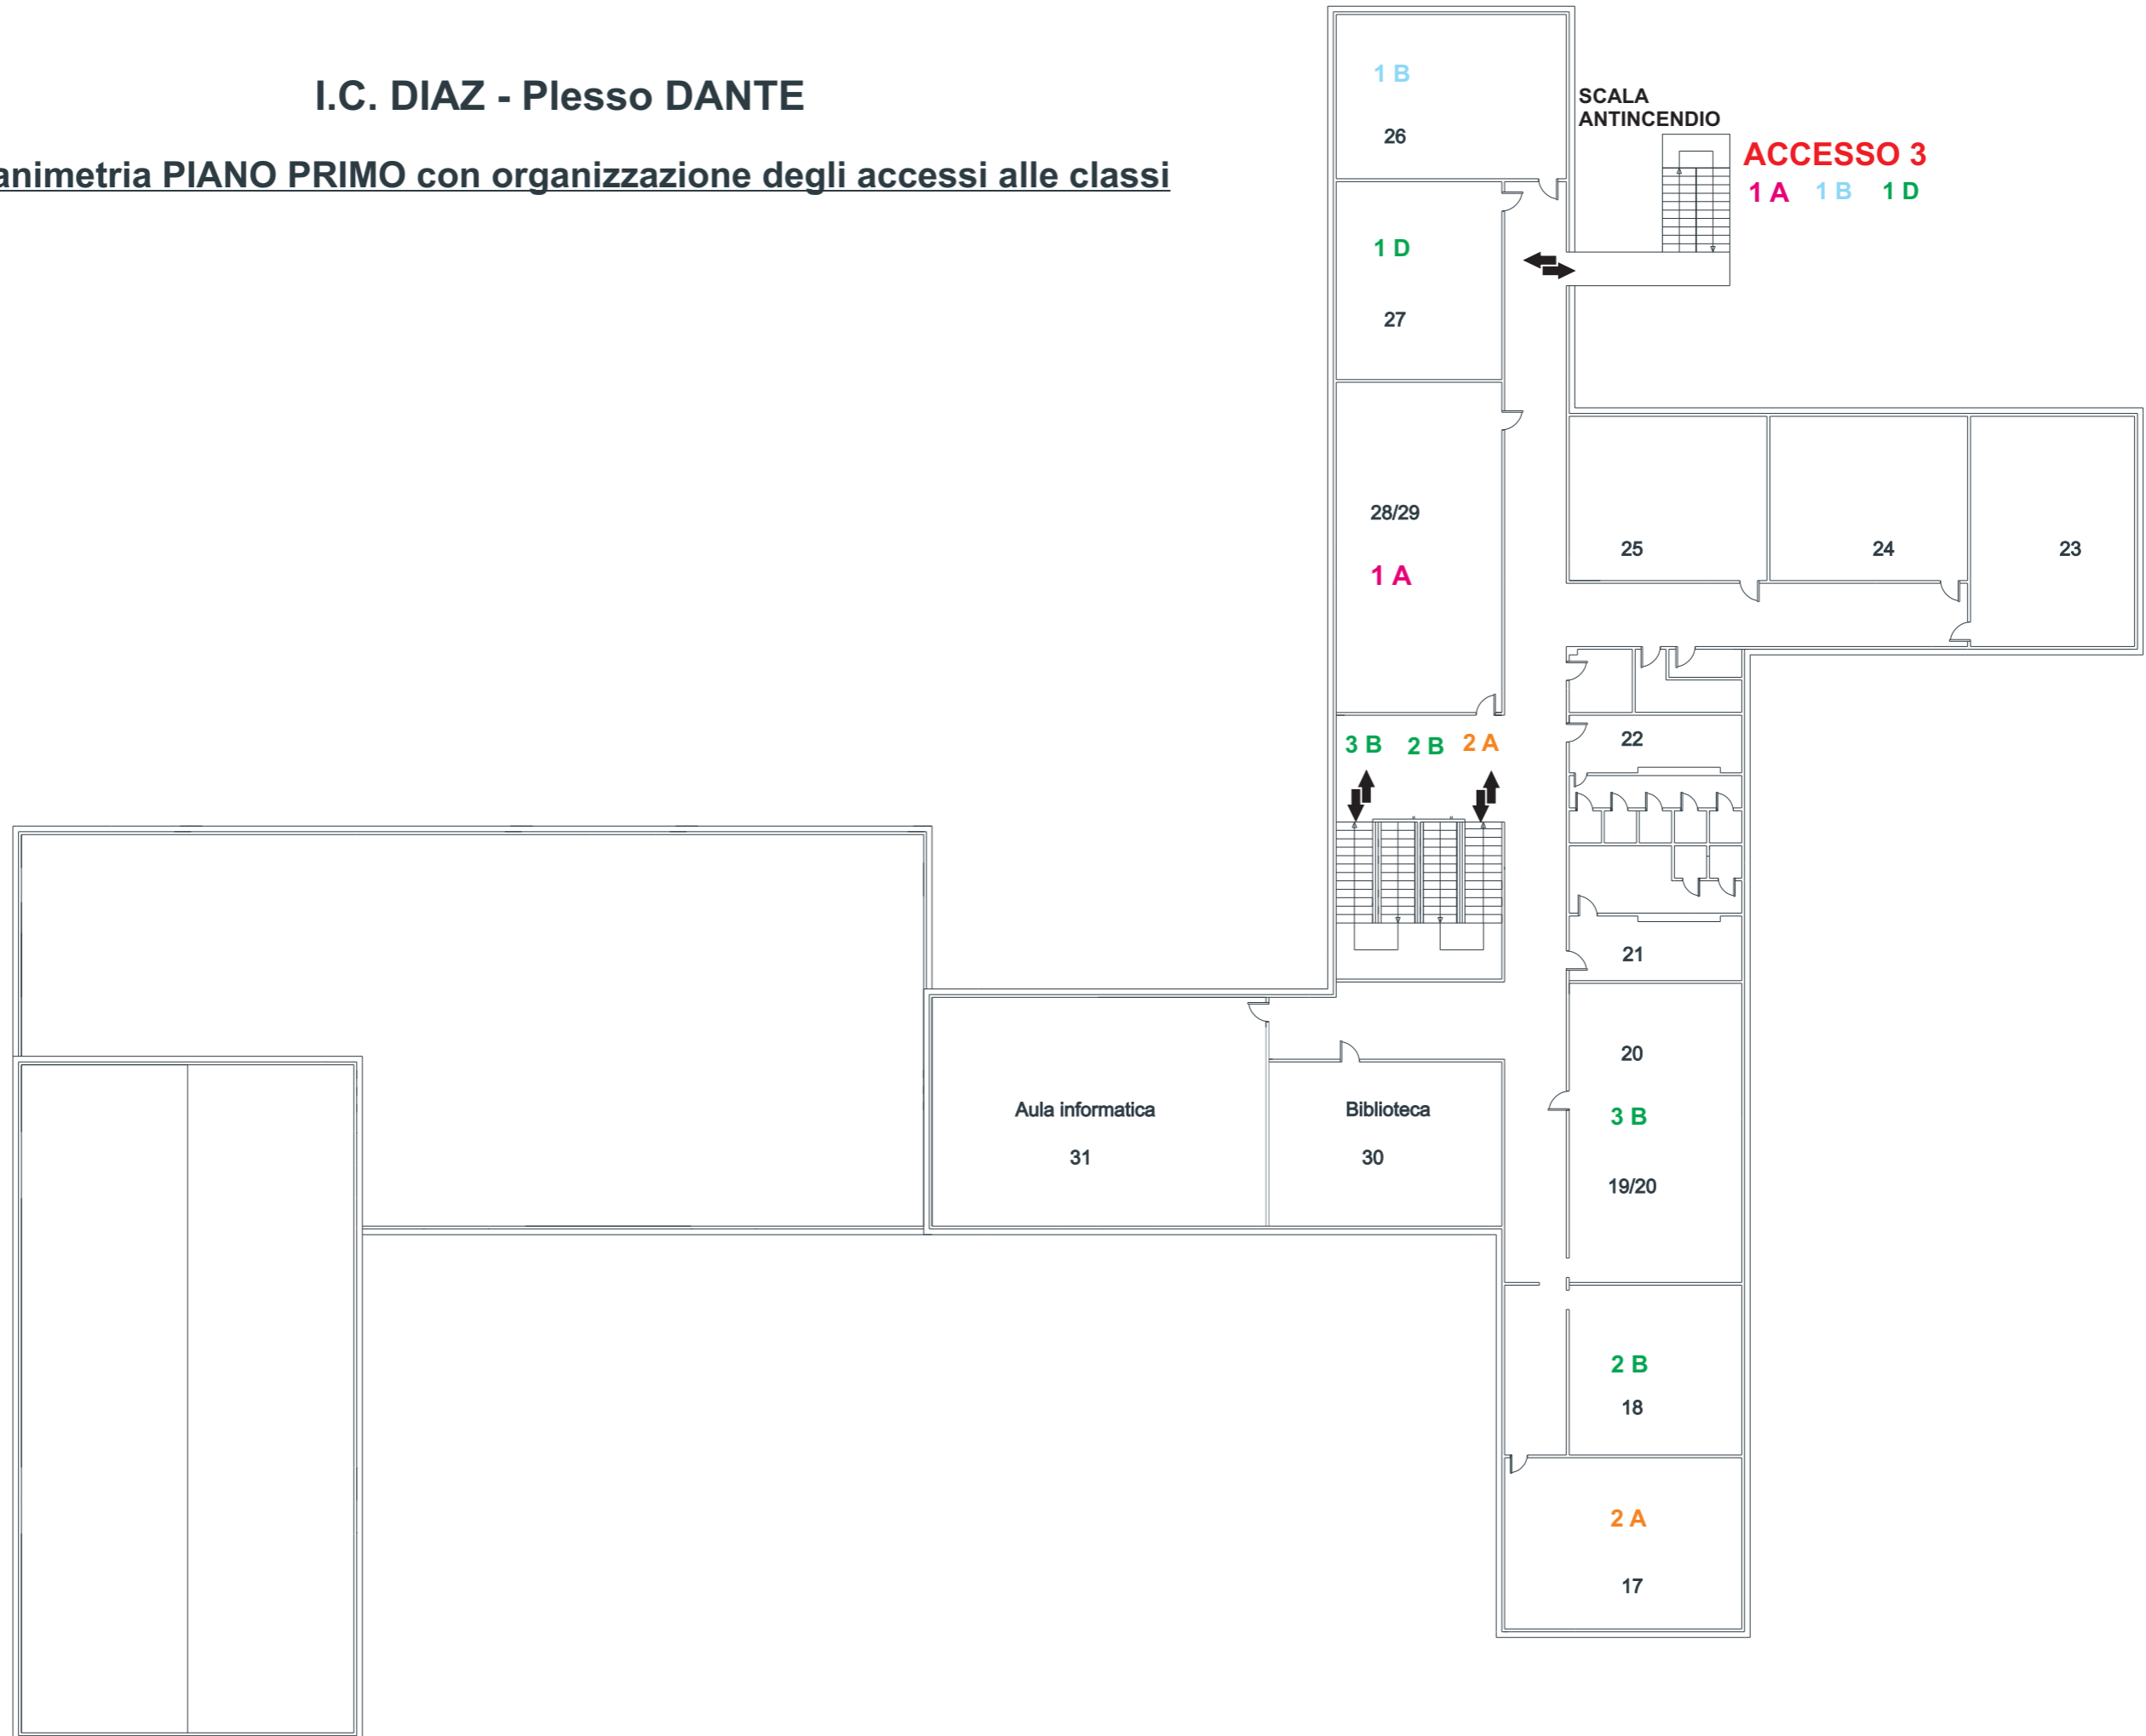 I.C. DIAZ - Plesso DANTE
animetria PIANO PRIMO con organizzazione degli accessi alle classi
1 B
26
SCALA
ANTINCENDIO
ACCESSO 3
1 A 1 B 1 D
1 D
27
28/29
1 A
25
24
23
3 B 2 B 2 A
22
21
20
3 B
19/20
Aula informatica
31
Biblioteca
30
2 B
18
2 A
17